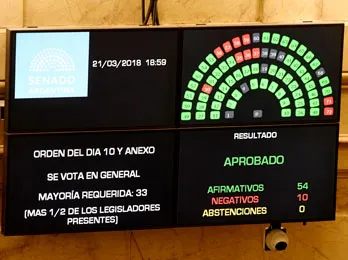 SENADO
ARGENTINA
21/03/2018 18:59
ORDEN DEL DIA 10 Y ANEXO
SE VOTA EN GENERAL
MAYORÍA REQUERIDA: 33
(MAS 1/2 DE LOS LEGISLADORES
PRESENTES)
RESULTADO
APROBADO
AFIRMATIVOS 54
NEGATIVOS 10
ABSTENCIONES 0